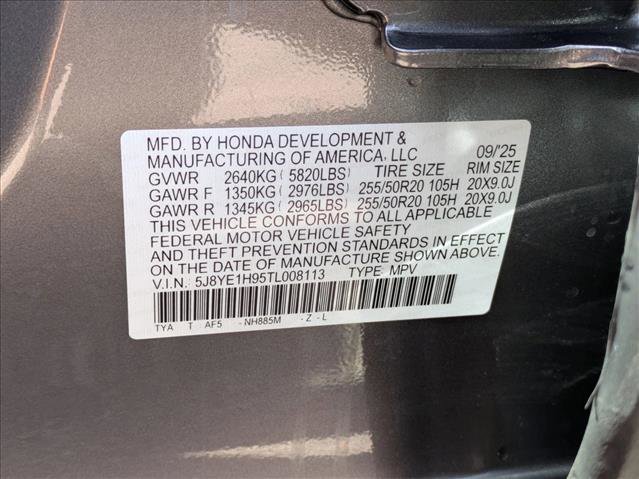 MFD. BY HONDA DEVELOPMENT &
MANUFACTURING OF AMERICA, LLC 09/'25
GVWR 2640KG (5820LBS) TIRE SIZE RIM SIZE
GAWR F 1350KG (2976LBS) 255/50R20 105H 20X9.0J
GAWR R 1345KG (2965LBS) 255/50R20 105H 20X9.0J
THIS VEHICLE CONFORMS TO ALL APPLICABLE
FEDERAL MOTOR VEHICLE SAFETY
AND THEFT PREVENTION STANDARDS IN EFFECT
ON THE DATE OF MANUFACTURE SHOWN ABOVE.
V.I.N. 5J8YE1H95TL008113 TYPE MPV
TYA T AF5 -NH885M -Z-L